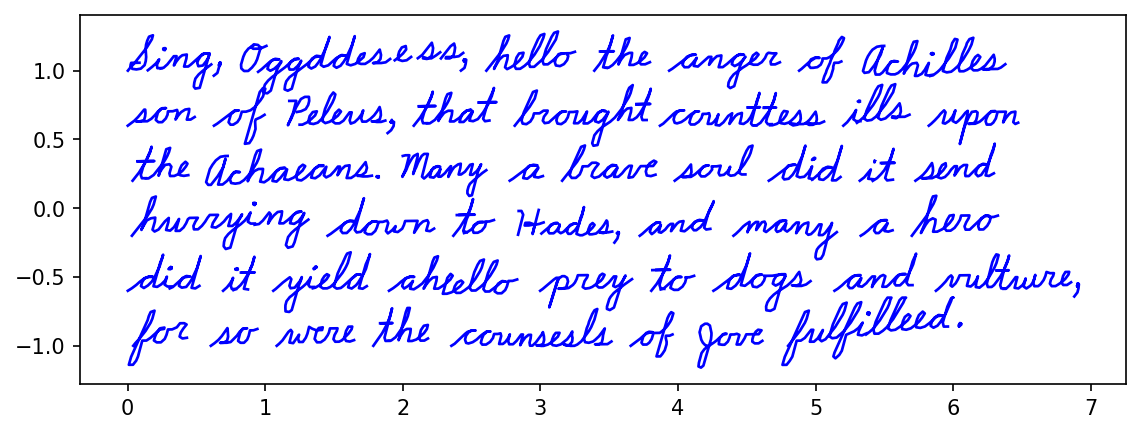 Sing, Oggddesess, hello the anger of Achilles
son of Peleus, that brought counttess ills upon
the Achaeans. Many a brave soul did it send
hurrying down to Hades, and many a hero
did it yield ahlello prey to dogs and vulture,
for so were the counsesls of Jove fulfilleed.
1.0
0.5
0.0
−0.5
−1.0
0 1 2 3 4 5 6 7